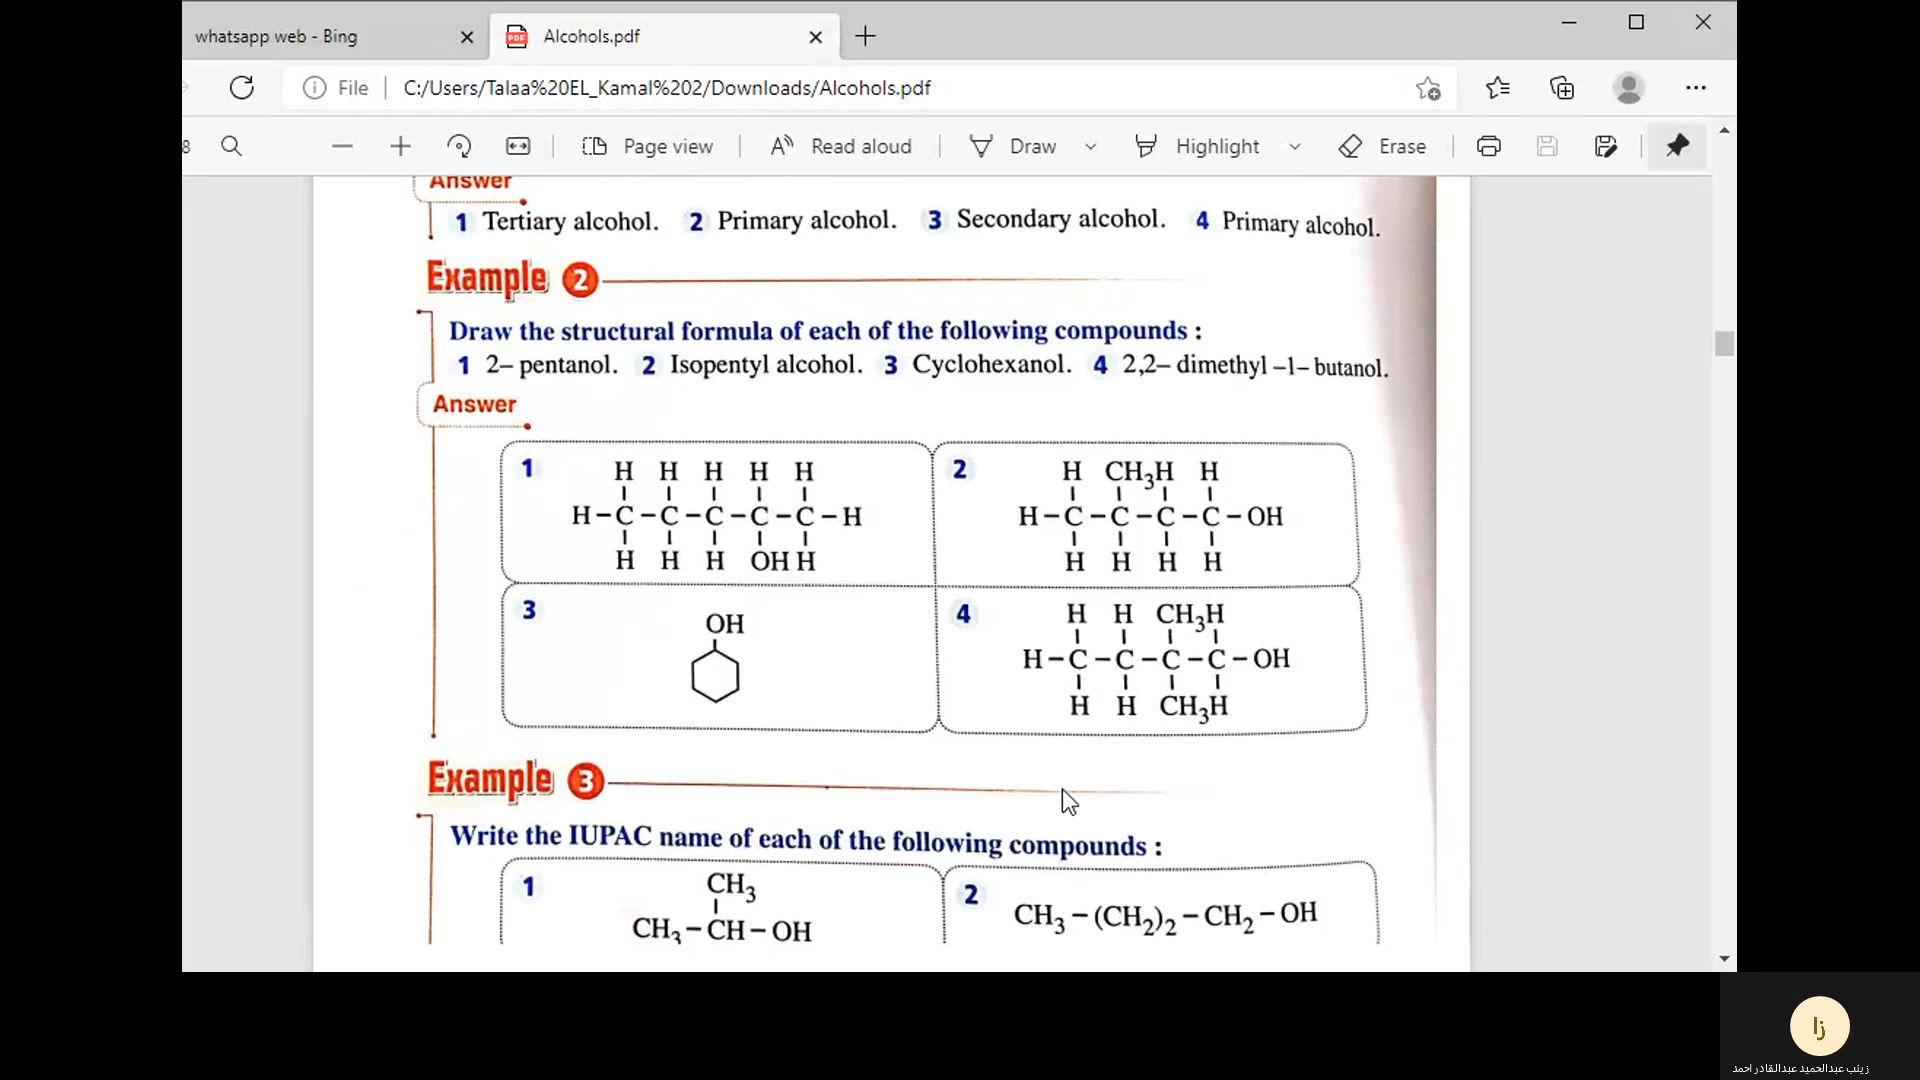 whatsapp web - Bing
Alcohols.pdf
File
C:/Users/Talaa%20EL_Kamal%202/Downloads/Alcohols.pdf
8
Page view
Read aloud
Draw
Highlight
Erase
Answer
1 Tertiary alcohol. 2 Primary alcohol. 3 Secondary alcohol. 4 Primary alcohol.
Example 2
Draw the structural formula of each of the following compounds :
1 2– pentanol. 2 Isopentyl alcohol. 3 Cyclohexanol. 4 2,2– dimethyl –1– butanol.
Answer
1
H H H H H
H – C – C – C – C – C – H
H H H OH H
2
H CH₃ H H
H – C – C – C – C – OH
H H H H
3
OH
4
H H CH₃ H
H – C – C – C – C – OH
H H CH₃ H
Example 3
Write the IUPAC name of each of the following compounds :
1
CH₃
CH₃ – CH – OH
2
CH₃ – (CH₂)₂ – CH₂ – OH
زا
زينب عبدالحميد عبدالقادر احمد